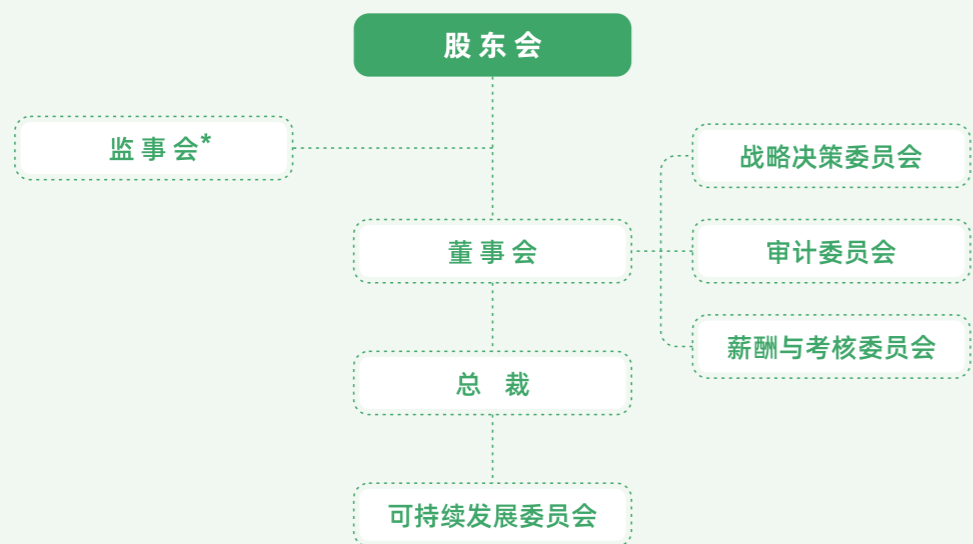 股东会
监事会*
战略决策委员会
董事会
审计委员会
薪酬与考核委员会
总 裁
可持续发展委员会